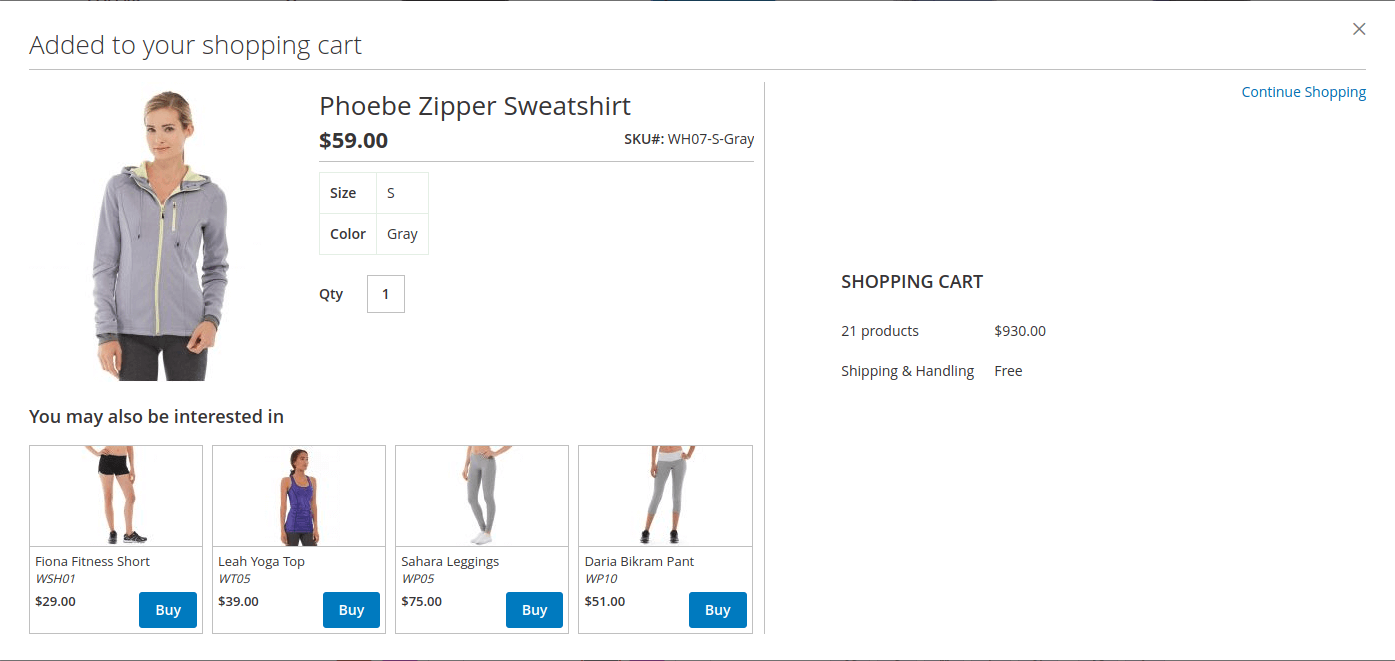 Added to your shopping cart
Continue Shopping
Phoebe Zipper Sweatshirt
$59.00 SKU#: WH07-S-Gray
Size S
Color Gray
Qty 1
SHOPPING CART
21 products $930.00
Shipping & Handling Free
You may also be interested in
Fiona Fitness Short
WSH01
$29.00 Buy
Leah Yoga Top
WT05
$39.00 Buy
Sahara Leggings
WP05
$75.00 Buy
Daria Bikram Pant
WP10
$51.00 Buy